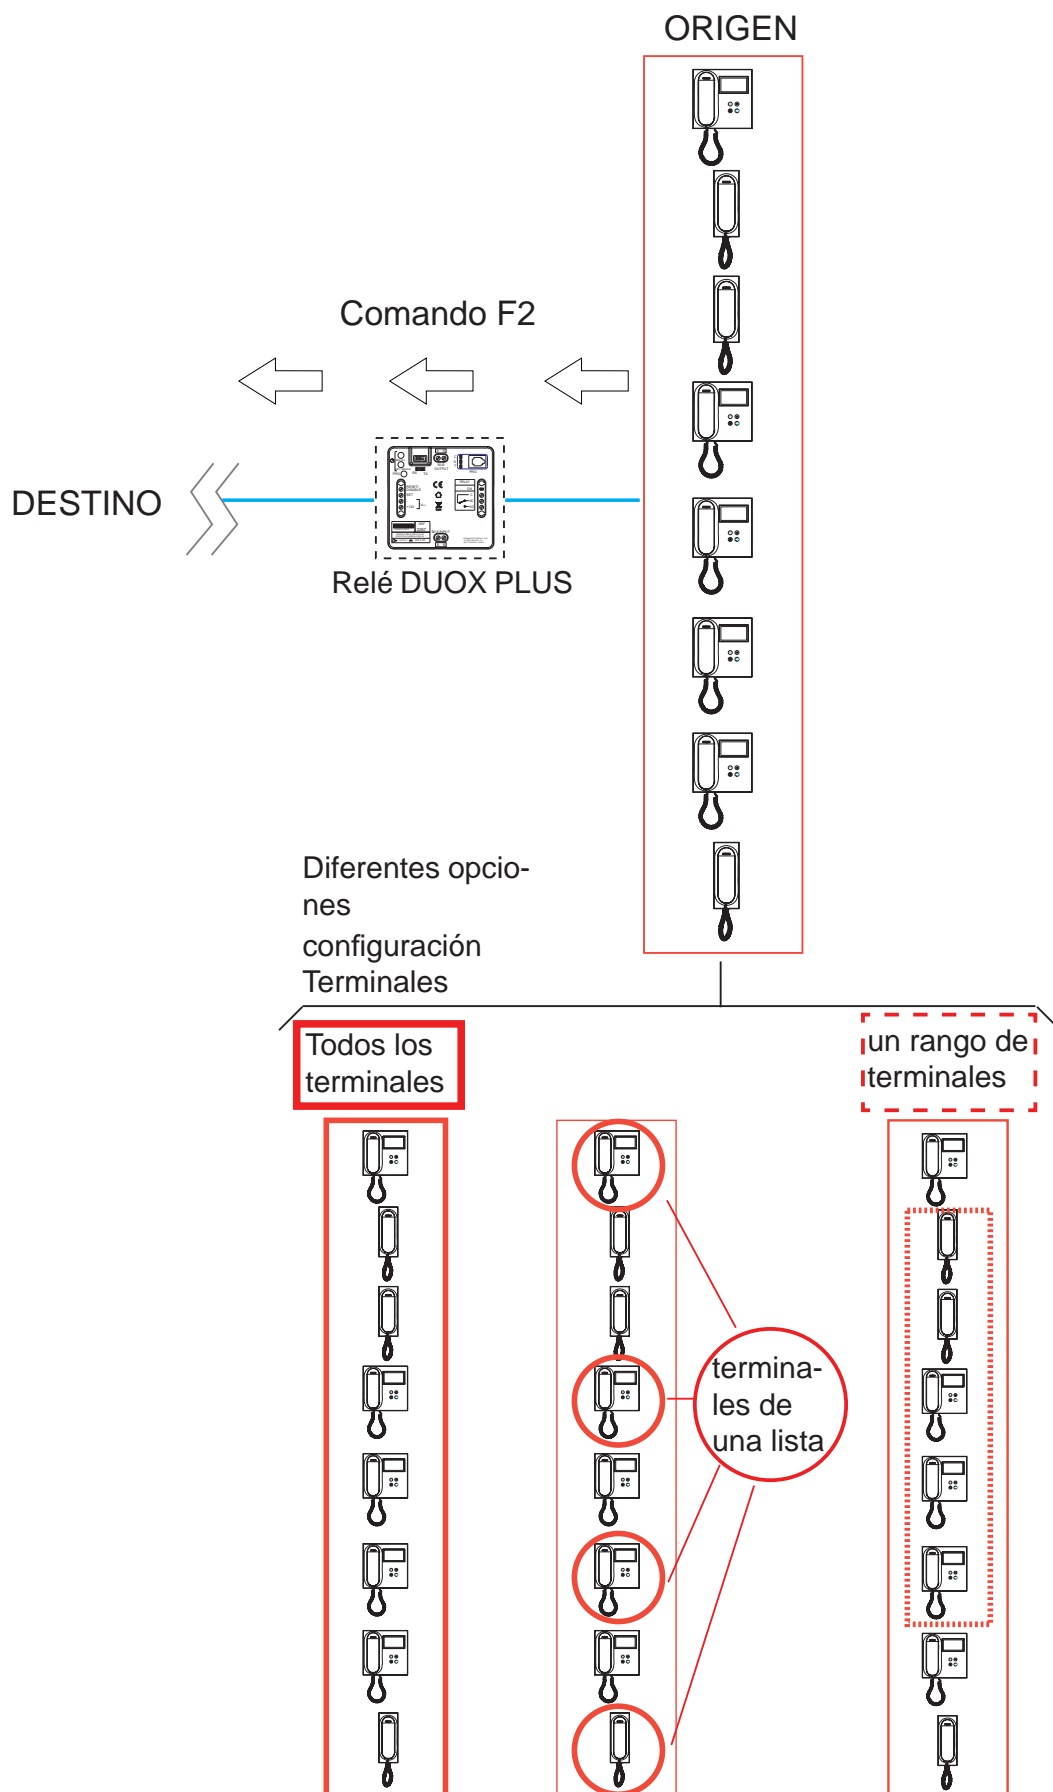 ORIGEN
Comando F2
DESTINO
Relé DUOX PLUS
Diferentes opcio-
nes
configuración
Terminales
Todos los
terminales
un rango de
terminales
termina-
les de
una lista